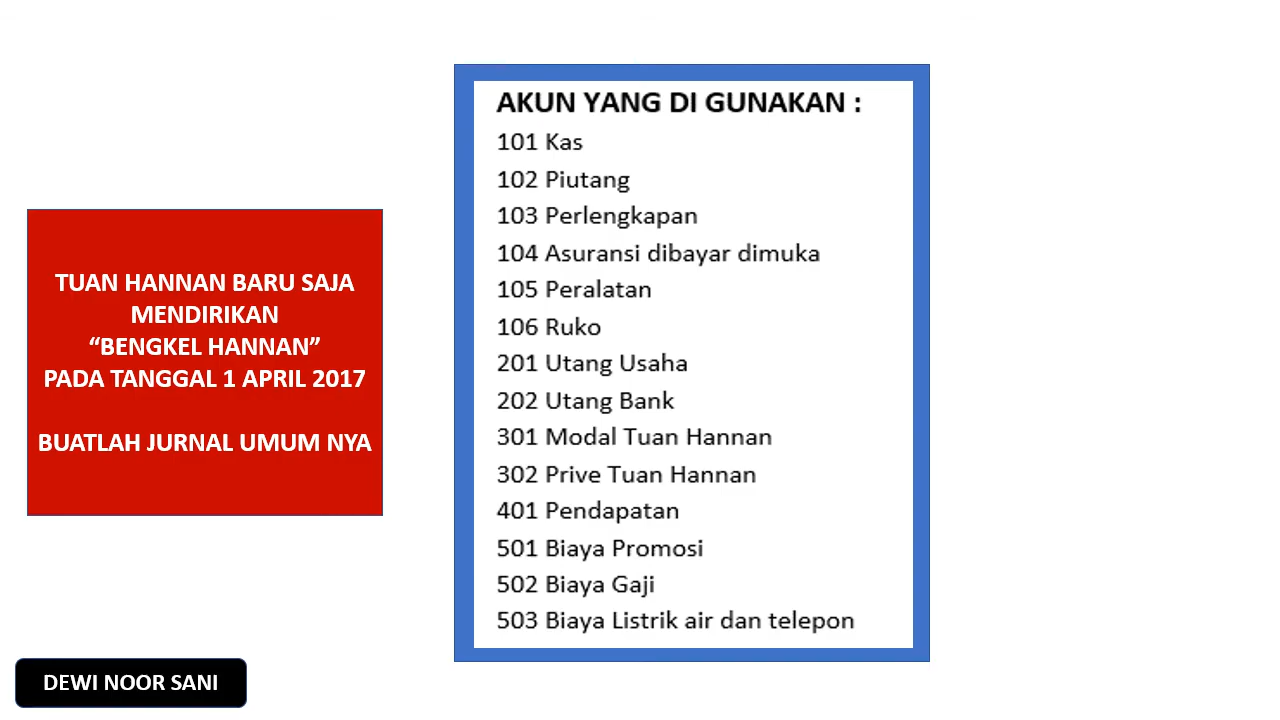 TUAN HANNAN BARU SAJA
MENDIRIKAN
“BENGKEL HANNAN”
PADA TANGGAL 1 APRIL 2017
BUATLAH JURNAL UMUM NYA
AKUN YANG DI GUNAKAN :
101 Kas
102 Piutang
103 Perlengkapan
104 Asuransi dibayar dimuka
105 Peralatan
106 Ruko
201 Utang Usaha
202 Utang Bank
301 Modal Tuan Hannan
302 Prive Tuan Hannan
401 Pendapatan
501 Biaya Promosi
502 Biaya Gaji
503 Biaya Listrik air dan telepon
DEWI NOOR SANI